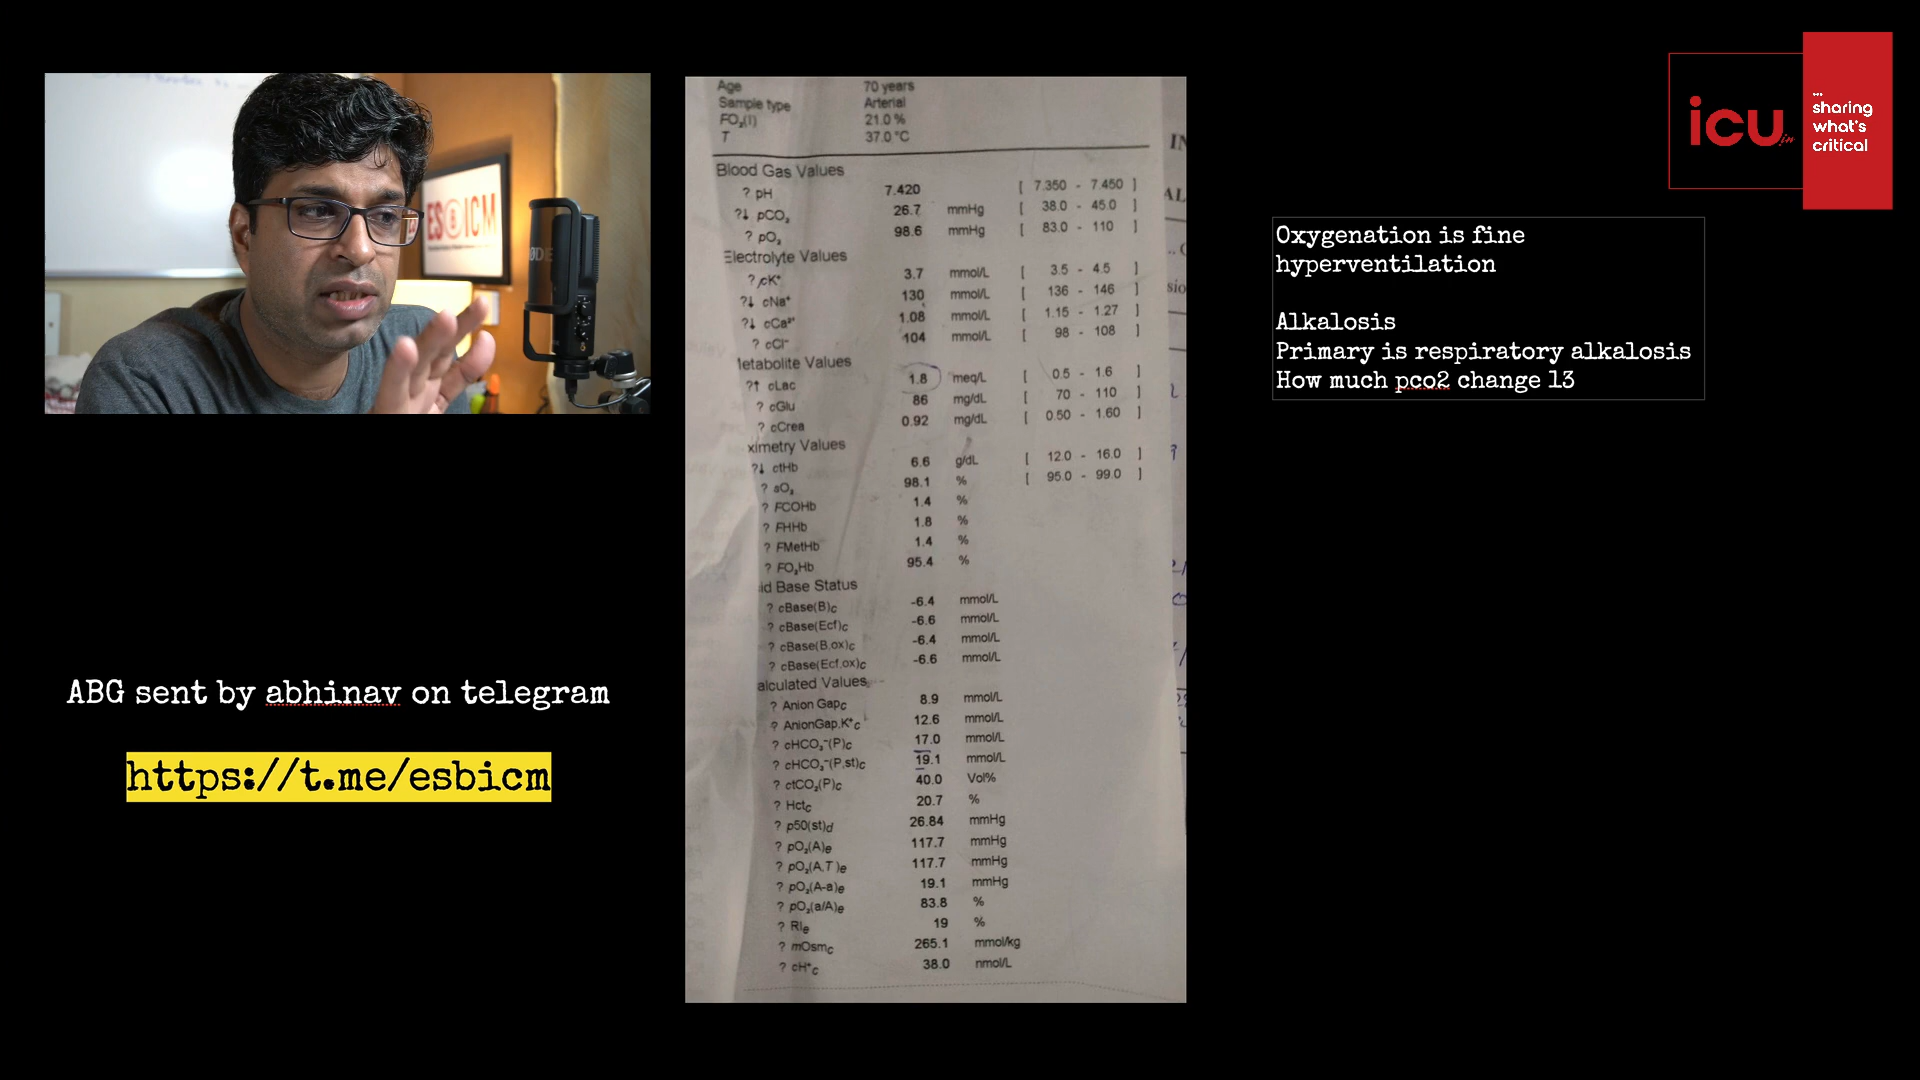 ES ICM
icu.in
...
sharing
what's
critical
Age 70 years
Sample type Arterial
FO₂(I) 21.0 %
T 37.0 °C
Blood Gas Values
? pH 7.420 [ 7.350 - 7.450 ]
?↓ pCO₂ 26.7 mmHg [ 38.0 - 45.0 ]
? pO₂ 98.6 mmHg [ 83.0 - 110 ]
Electrolyte Values
? cK⁺ 3.7 mmol/L [ 3.5 - 4.5 ]
?↓ cNa⁺ 130 mmol/L [ 136 - 146 ]
?↓ cCa²⁺ 1.08 mmol/L [ 1.15 - 1.27 ]
? cCl⁻ 104 mmol/L [ 98 - 108 ]
letabolite Values
?↑ cLac 1.8 meq/L [ 0.5 - 1.6 ]
? cGlu 86 mg/dL [ 70 - 110 ]
? cCrea 0.92 mg/dL [ 0.50 - 1.60 ]
ximetry Values
?↓ ctHb 6.6 g/dL [ 12.0 - 16.0 ]
? sO₂ 98.1 % [ 95.0 - 99.0 ]
? FCOHb 1.4 %
? FHHb 1.8 %
? FMetHb 1.4 %
? FO₂Hb 95.4 %
id Base Status
? cBase(B)c -6.4 mmol/L
? cBase(Ecf)c -6.6 mmol/L
? cBase(B,ox)c -6.4 mmol/L
? cBase(Ecf,ox)c -6.6 mmol/L
alculated Values
? Anion Gapc 8.9 mmol/L
? AnionGap,K⁺c 12.6 mmol/L
? cHCO₃⁻(P)c 17.0 mmol/L
? cHCO₃⁻(P,st)c 19.1 mmol/L
? ctCO₂(P)c 40.0 Vol%
? Hctc 20.7 %
? p50(st)d 26.84 mmHg
? pO₂(A)e 117.7 mmHg
? pO₂(A,T)e 117.7 mmHg
? pO₂(A-a)e 19.1 mmHg
? pO₂(a/A)e 83.8 %
? RIe 19 %
? mOsmc 265.1 mmol/kg
? cH⁺c 38.0 nmol/L
Oxygenation is fine
hyperventilation
Alkalosis
Primary is respiratory alkalosis
How much pco2 change 13
ABG sent by abhinav on telegram
https://t.me/esbicm